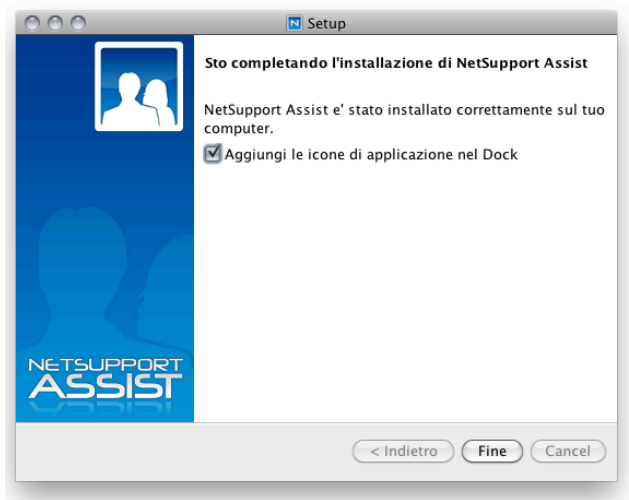 Setup
Sto completando l'installazione di NetSupport Assist
NetSupport Assist e' stato installato correttamente sul tuo
computer.
Aggiungi le icone di applicazione nel Dock
NETSUPPORT
ASSIST
< Indietro
Fine
Cancel